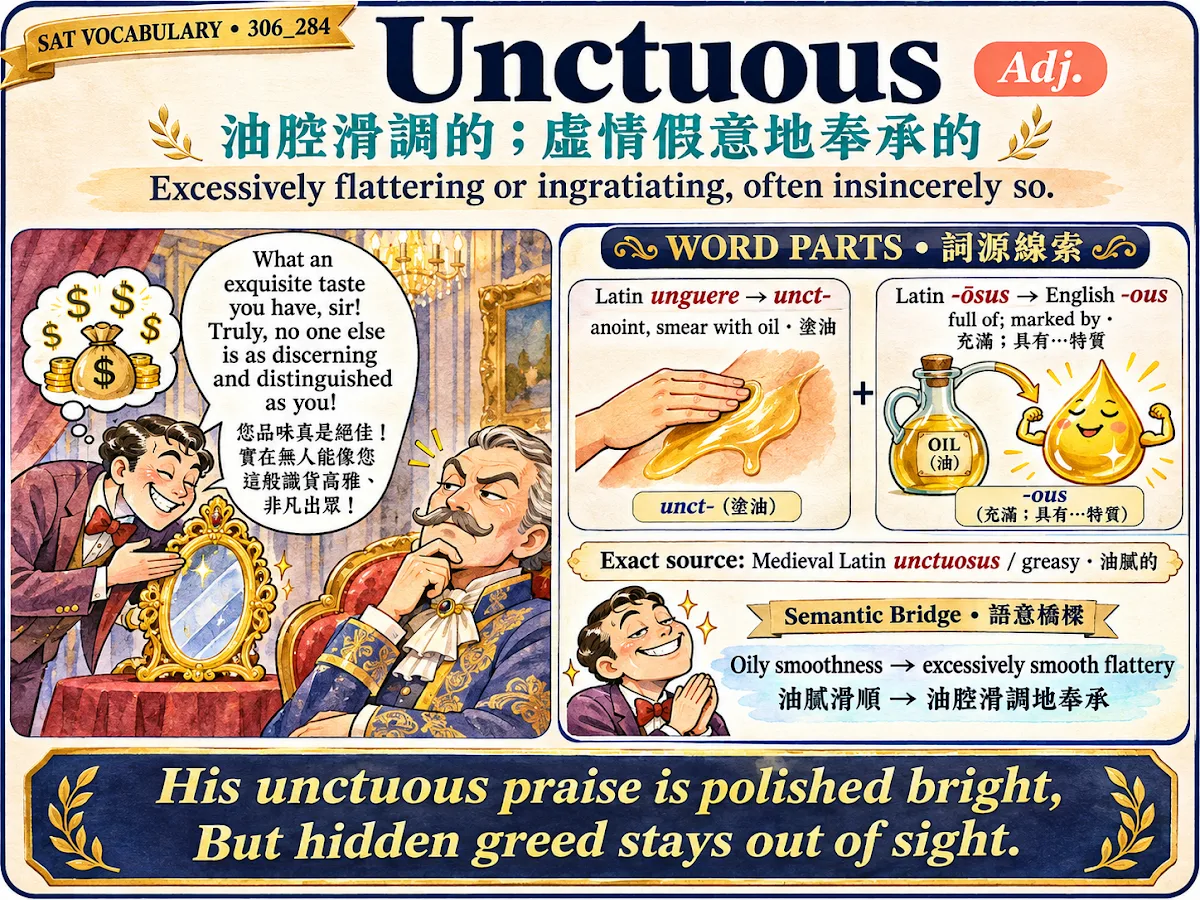 SAT VOCABULARY • 306_284
Unctuous
Adj.
油腔滑調的；虛情假意地奉承的
Excessively flattering or ingratiating, often insincerely so.
What an
exquisite taste
you have, sir!
Truly, no one else
is as discerning
and distinguished
as you!
您品味真是絕佳！
實在無人能像您
這般識貨高雅、
非凡出眾！
$ $ $ $
$
WORD PARTS • 詞源線索
Latin unguere → unct-
anoint, smear with oil · 塗油
unct- (塗油)
+
Latin -ōsus → English -ous
full of; marked by ·
充滿；具有…特質
OIL
(油)
-ous
(充滿；具有…特質)
Exact source: Medieval Latin unctuosus / greasy · 油膩的
Semantic Bridge • 語意橋樑
Oily smoothness → excessively smooth flattery
油膩滑順 → 油腔滑調地奉承
His unctuous praise is polished bright,
But hidden greed stays out of sight.